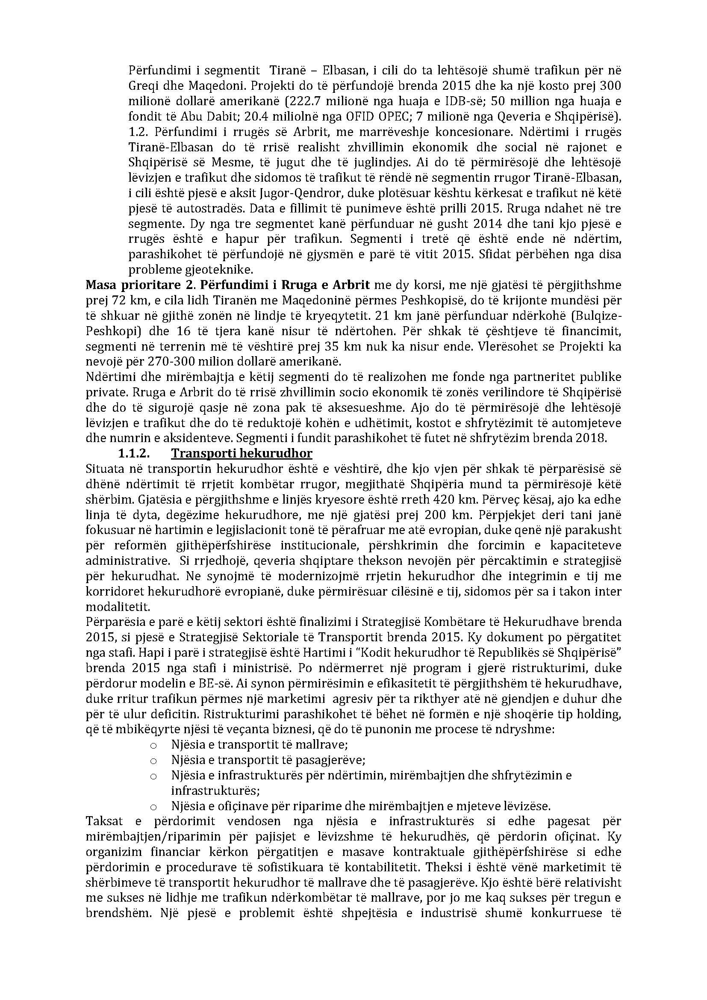 Përfundimi i segmentit  Tiranë – Elbasan, i cili do ta lehtësojë shumë trafikun për në
Greqi dhe Maqedoni. Projekti do të përfundojë brenda 2015 dhe ka një kosto prej 300
milionë dollarë amerikanë (222.7 milionë nga huaja e IDB-së; 50 million nga huaja e
fondit të Abu Dabit; 20.4 miliolnë nga OFID OPEC; 7 milionë nga Qeveria e Shqipërisë).
1.2. Përfundimi i rrugës së Arbrit, me marrëveshje koncesionare. Ndërtimi i rrugës
Tiranë-Elbasan do të rrisë realisht zhvillimin ekonomik dhe social në rajonet e
Shqipërisë së Mesme, të jugut dhe të juglindjes. Ai do të përmirësojë dhe lehtësojë
lëvizjen e trafikut dhe sidomos të trafikut të rëndë në segmentin rrugor Tiranë-Elbasan,
i cili është pjesë e aksit Jugor-Qendror, duke plotësuar kështu kërkesat e trafikut në këtë
pjesë të autostradës. Data e fillimit të punimeve është prilli 2015. Rruga ndahet në tre
segmente. Dy nga tre segmentet kanë përfunduar në gusht 2014 dhe tani kjo pjesë e
rrugës është e hapur për trafikun. Segmenti i tretë që është ende në ndërtim,
parashikohet të përfundojë në gjysmën e parë të vitit 2015. Sfidat përbëhen nga disa
probleme gjeoteknike.
Masa prioritare 2. Përfundimi i Rruga e Arbrit me dy korsi, me një gjatësi të përgjithshme
prej 72 km, e cila lidh Tiranën me Maqedoninë përmes Peshkopisë, do të krijonte mundësi për
të shkuar në gjithë zonën në lindje të kryeqytetit. 21 km janë përfunduar ndërkohë (Bulqize-
Peshkopi) dhe 16 të tjera kanë nisur të ndërtohen. Për shkak të çështjeve të financimit,
segmenti në terrenin më të vështirë prej 35 km nuk ka nisur ende. Vlerësohet se Projekti ka
nevojë për 270-300 milion dollarë amerikanë.
Ndërtimi dhe mirëmbajtja e këtij segmenti do të realizohen me fonde nga partneritet publike
private. Rruga e Arbrit do të rrisë zhvillimin socio ekonomik të zonës verilindore të Shqipërisë
dhe do të sigurojë qasje në zona pak të aksesueshme. Ajo do të përmirësojë dhe lehtësojë
lëvizjen e trafikut dhe do të reduktojë kohën e udhëtimit, kostot e shfrytëzimit të automjeteve
dhe numrin e aksidenteve. Segmenti i fundit parashikohet të futet në shfrytëzim brenda 2018.
1.1.2. Transporti hekurudhor
Situata në transportin hekurudhor është e vështirë, dhe kjo vjen për shkak të përparësisë së
dhënë ndërtimit të rrjetit kombëtar rrugor, megjithatë Shqipëria mund ta përmirësojë këtë
shërbim. Gjatësia e përgjithshme e linjës kryesore është rreth 420 km. Përveç kësaj, ajo ka edhe
linja të dyta, degëzime hekurudhore, me një gjatësi prej 200 km. Përpjekjet deri tani janë
fokusuar në hartimin e legjislacionit tonë të përafruar me atë evropian, duke qenë një parakusht
për reformën gjithëpërfshirëse institucionale, përshkrimin dhe forcimin e kapaciteteve
administrative.  Si rrjedhojë, qeveria shqiptare thekson nevojën për përcaktimin e strategjisë
për hekurudhat. Ne synojmë të modernizojmë rrjetin hekurudhor dhe integrimin e tij me
korridoret hekurudhorë evropianë, duke përmirësuar cilësinë e tij, sidomos për sa i takon inter
modalitetit.
Përparësia e parë e këtij sektori është finalizimi i Strategjisë Kombëtare të Hekurudhave brenda
2015, si pjesë e Strategjisë Sektoriale të Transportit brenda 2015. Ky dokument po përgatitet
nga stafi. Hapi i parë i strategjisë është Hartimi i “Kodit hekurudhor të Republikës së Shqipërisë”
brenda 2015 nga stafi i ministrisë. Po ndërmerret një program i gjerë ristrukturimi, duke
përdorur modelin e BE-së. Ai synon përmirësimin e efikasitetit të përgjithshëm të hekurudhave,
duke rritur trafikun përmes një marketimi  agresiv për ta rikthyer atë në gjendjen e duhur dhe
për të ulur deficitin. Ristrukturimi parashikohet të bëhet në formën e një shoqërie tip holding,
që të mbikëqyrte njësi të veçanta biznesi, që do të punonin me procese të ndryshme:
o Njësia e transportit të mallrave;
o Njësia e transportit të pasagjerëve;
o Njësia e infrastrukturës për ndërtimin, mirëmbajtjen dhe shfrytëzimin e
infrastrukturës;
o Njësia e ofiçinave për riparime dhe mirëmbajtjen e mjeteve lëvizëse.
Taksat e përdorimit vendosen nga njësia e infrastrukturës si edhe pagesat për
mirëmbajtjen/riparimin për pajisjet e lëvizshme të hekurudhës, që përdorin ofiçinat. Ky
organizim financiar kërkon përgatitjen e masave kontraktuale gjithëpërfshirëse si edhe
përdorimin e procedurave të sofistikuara të kontabilitetit. Theksi i është vënë marketimit të
shërbimeve të transportit hekurudhor të mallrave dhe të pasagjerëve. Kjo është bërë relativisht
me sukses në lidhje me trafikun ndërkombëtar të mallrave, por jo me kaq sukses për tregun e
brendshëm. Një pjesë e problemit është shpejtësia e industrisë shumë konkurruese të